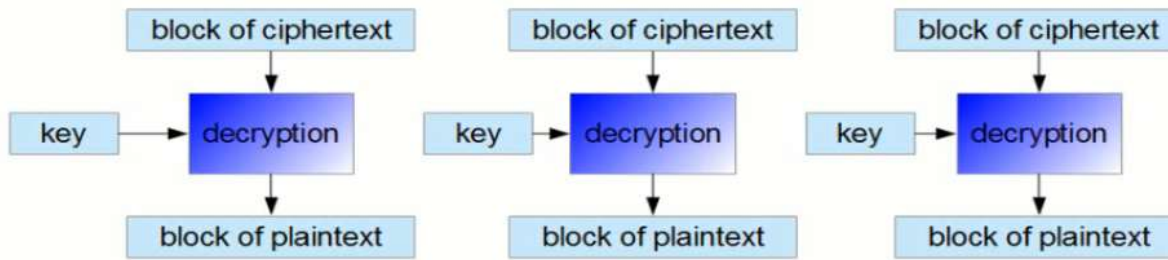 block of ciphertext block of ciphertext block of ciphertext
key decryption key decryption key decryption
block of plaintext block of plaintext block of plaintext